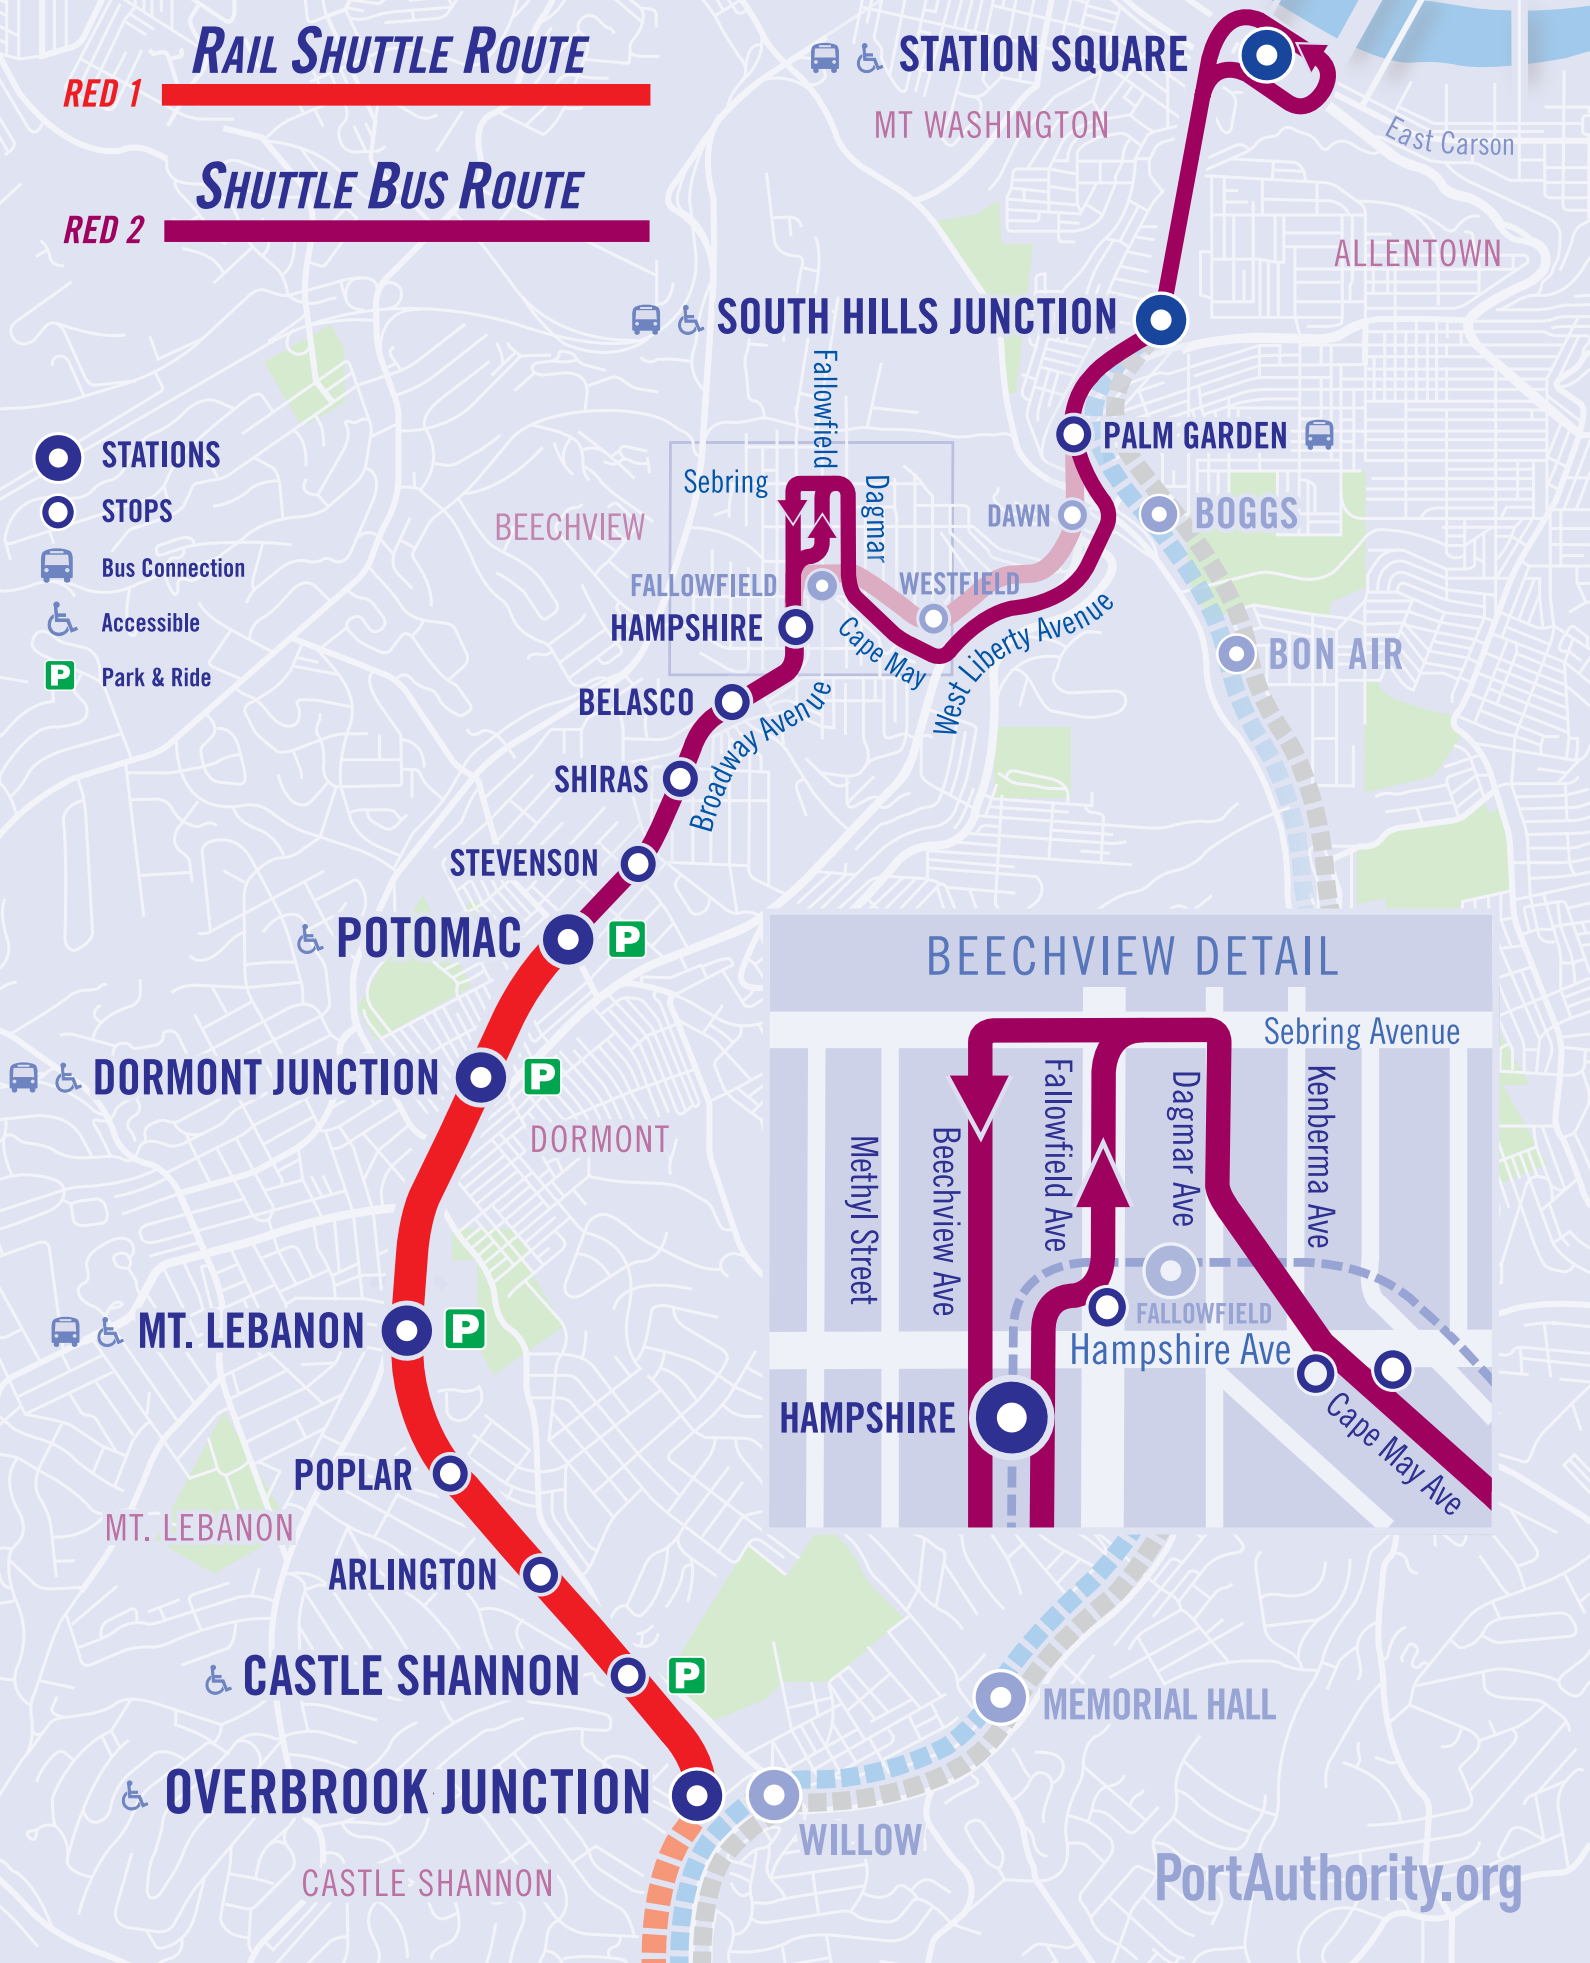 RAIL SHUTTLE ROUTE
RED 1
SHUTTLE BUS ROUTE
RED 2
STATION SQUARE
MT WASHINGTON
East Carson
ALLENTOWN
SOUTH HILLS JUNCTION
Fallowfield
PALM GARDEN
STATIONS
STOPS
Bus Connection
Accessible
P Park & Ride
Sebring
Dagmar
BEECHVIEW
DAWN
BOGGS
FALLOWFIELD
WESTFIELD
HAMPSHIRE
Cape May
West Liberty Avenue
BON AIR
BELASCO
Broadway Avenue
SHIRAS
STEVENSON
POTOMAC P
DORMONT JUNCTION P
DORMONT
MT. LEBANON P
POPLAR
MT. LEBANON
ARLINGTON
CASTLE SHANNON P
OVERBROOK JUNCTION
WILLOW
MEMORIAL HALL
CASTLE SHANNON
BEECHVIEW DETAIL
Sebring Avenue
Methyl Street
Beechview Ave
Fallowfield Ave
Dagmar Ave
Kenberma Ave
FALLOWFIELD
Hampshire Ave
HAMPSHIRE
Cape May Ave
PortAuthority.org